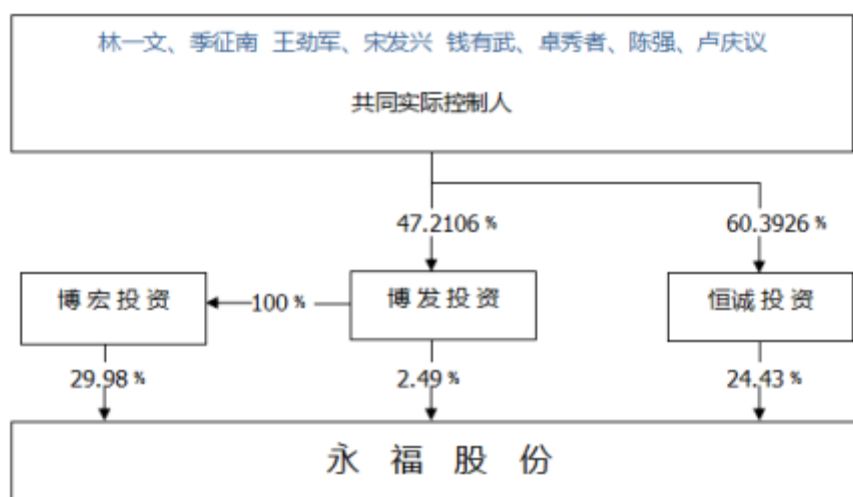 林一文、季征南 王劲军、宋发兴 钱有武、卓秀者、陈强、卢庆议
共同实际控制人
47.2106 %
60.3926 %
博宏投资
100 %
博发投资
恒诚投资
29.98 %
2.49 %
24.43 %
永福股份